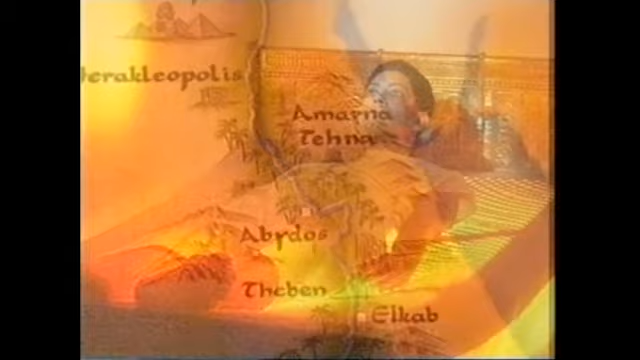 Herakleopolis
Amarna
Tehna
Abydos
Theben
Elkab